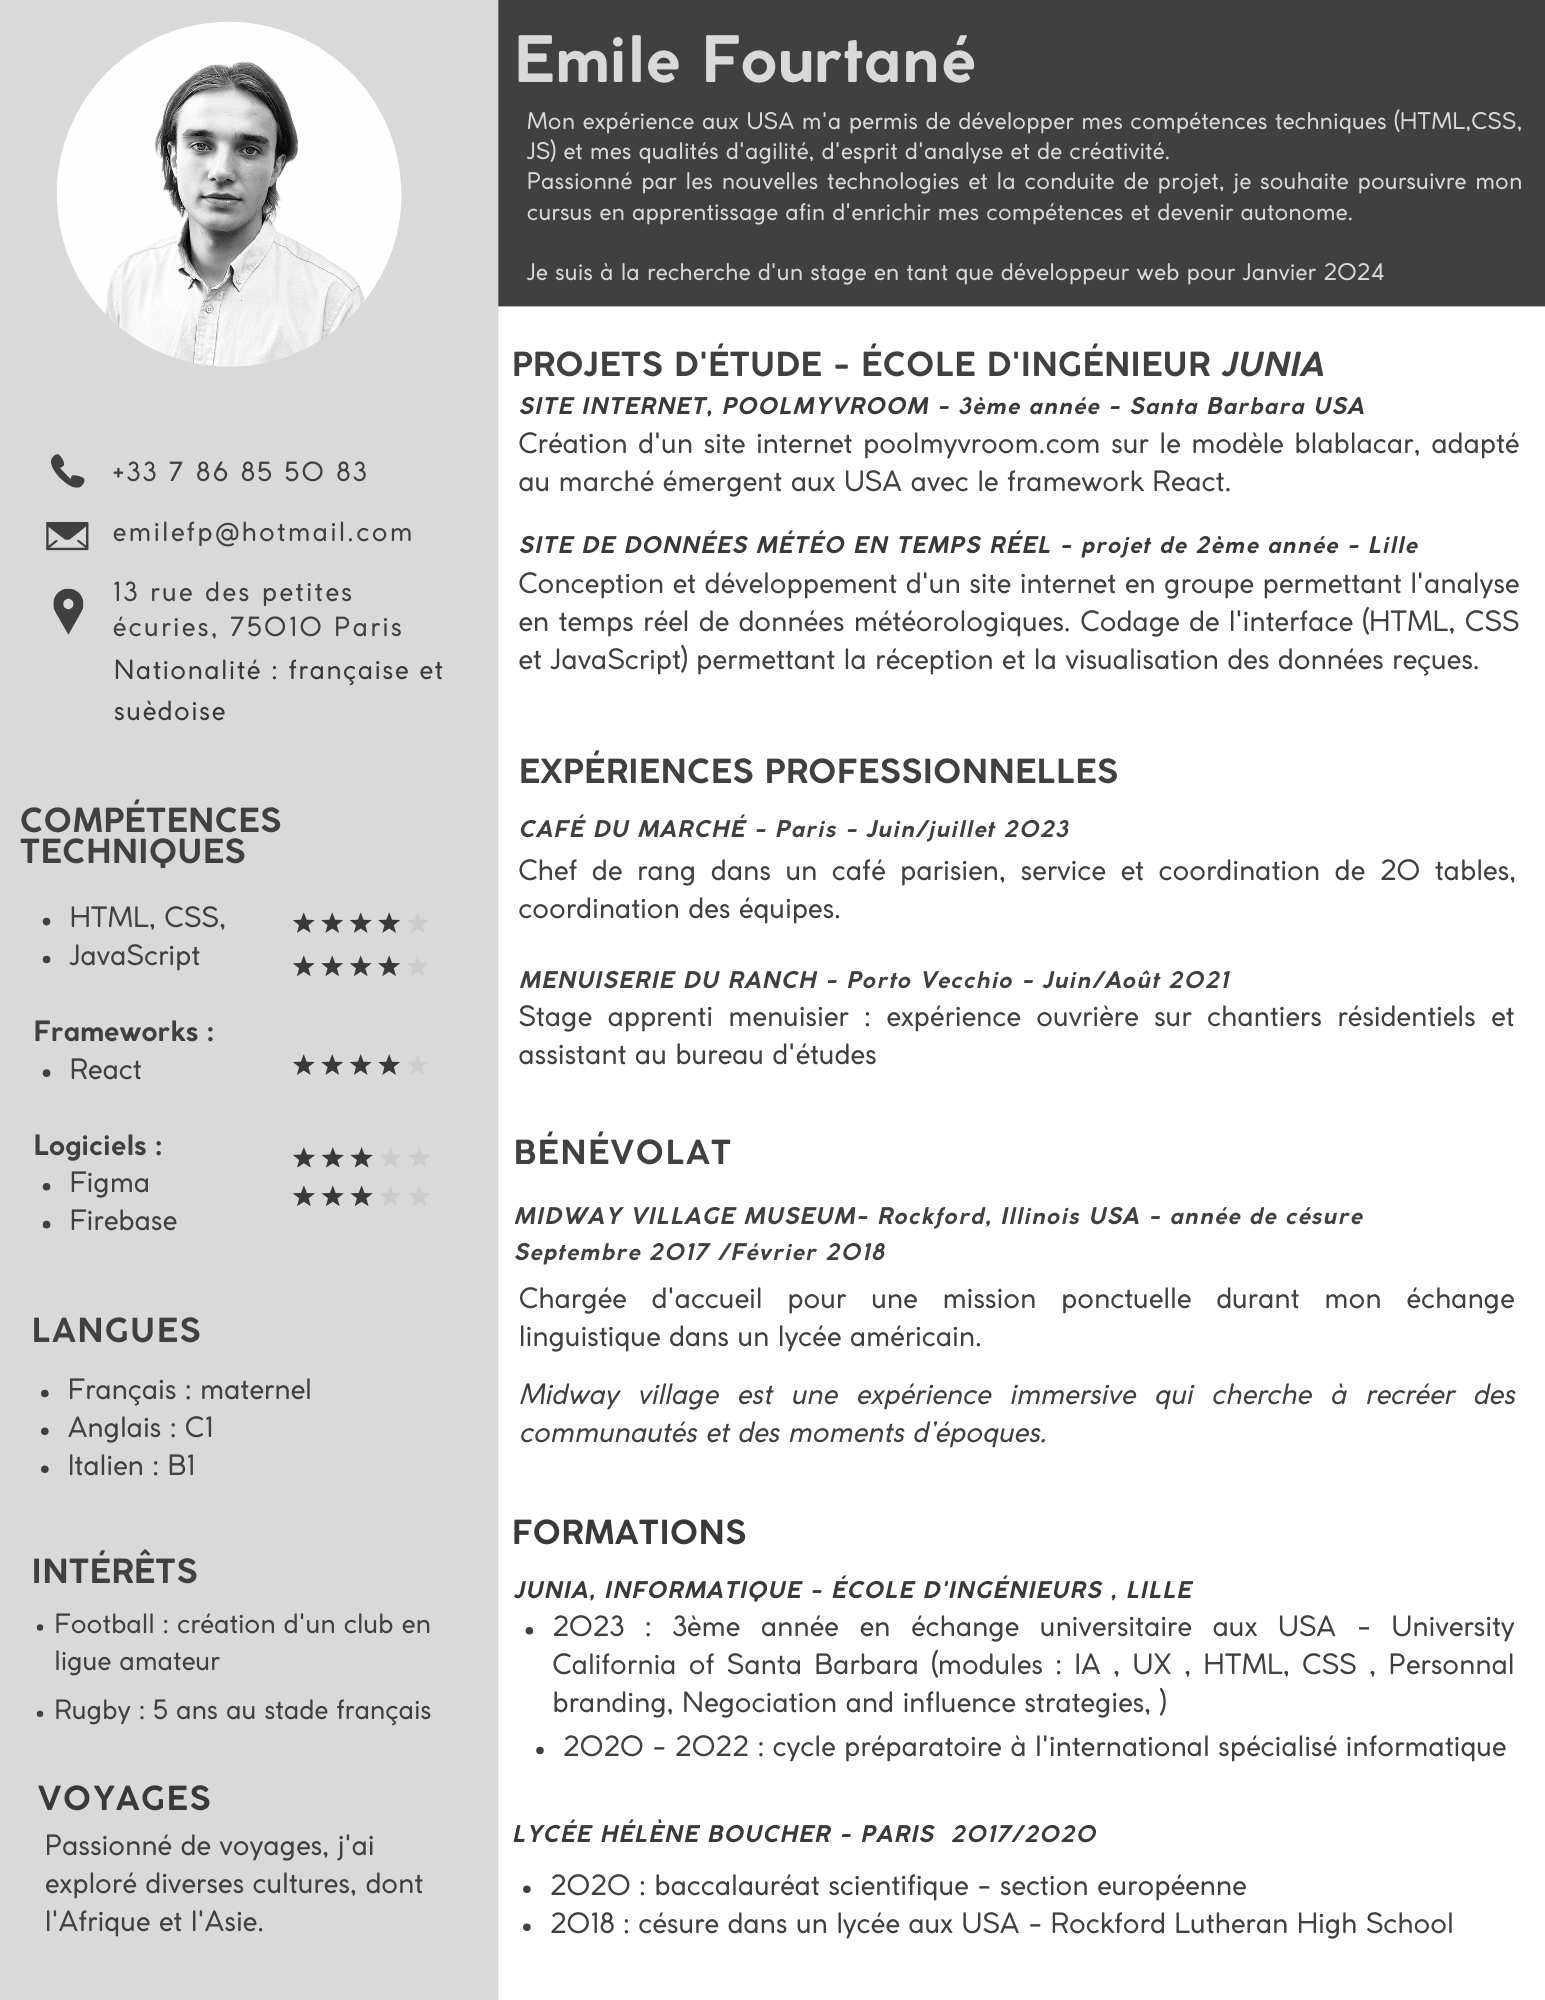 Emile Fourtané
Mon expérience aux USA m'a permis de développer mes compétences techniques (HTML,CSS,
JS) et mes qualités d'agilité, d'esprit d'analyse et de créativité.
Passionné par les nouvelles technologies et la conduite de projet, je souhaite poursuivre mon
cursus en apprentissage afin d'enrichir mes compétences et devenir autonome.
Je suis à la recherche d'un stage en tant que développeur web pour Janvier 2024
+33 7 86 85 50 83
emilefp@hotmail.com
13 rue des petites
écuries, 75010 Paris
Nationalité : française et
suèdoise
COMPÉTENCES
TECHNIQUES
• HTML, CSS, ★★★★★
• JavaScript ★★★★★
Frameworks :
• React ★★★★★
Logiciels :
• Figma ★★★★★
• Firebase ★★★★★
LANGUES
• Français : maternel
• Anglais : C1
• Italien : B1
INTÉRÊTS
• Football : création d'un club en
ligue amateur
• Rugby : 5 ans au stade français
VOYAGES
Passionné de voyages, j'ai
exploré diverses cultures, dont
l'Afrique et l'Asie.
PROJETS D'ÉTUDE - ÉCOLE D'INGÉNIEUR JUNIA
SITE INTERNET, POOLMYVROOM - 3ème année - Santa Barbara USA
Création d'un site internet poolmyvroom.com sur le modèle blablacar, adapté
au marché émergent aux USA avec le framework React.
SITE DE DONNÉES MÉTÉO EN TEMPS RÉEL - projet de 2ème année - Lille
Conception et développement d'un site internet en groupe permettant l'analyse
en temps réel de données météorologiques. Codage de l'interface (HTML, CSS
et JavaScript) permettant la réception et la visualisation des données reçues.
EXPÉRIENCES PROFESSIONNELLES
CAFÉ DU MARCHÉ - Paris - Juin/juillet 2023
Chef de rang dans un café parisien, service et coordination de 20 tables,
coordination des équipes.
MENUISERIE DU RANCH - Porto Vecchio - Juin/Août 2021
Stage apprenti menuisier : expérience ouvrière sur chantiers résidentiels et
assistant au bureau d'études
BÉNÉVOLAT
MIDWAY VILLAGE MUSEUM- Rockford, Illinois USA - année de césure
Septembre 2017 /Février 2018
Chargée d'accueil pour une mission ponctuelle durant mon échange
linguistique dans un lycée américain.
Midway village est une expérience immersive qui cherche à recréer des
communautés et des moments d'époques.
FORMATIONS
JUNIA, INFORMATIQUE - ÉCOLE D'INGÉNIEURS , LILLE
• 2023 : 3ème année en échange universitaire aux USA - University
California of Santa Barbara (modules : IA , UX , HTML, CSS , Personnal
branding, Negociation and influence strategies, )
• 2020 - 2022 : cycle préparatoire à l'international spécialisé informatique
LYCÉE HÉLÈNE BOUCHER - PARIS 2017/2020
• 2020 : baccalauréat scientifique - section européenne
• 2018 : césure dans un lycée aux USA - Rockford Lutheran High School